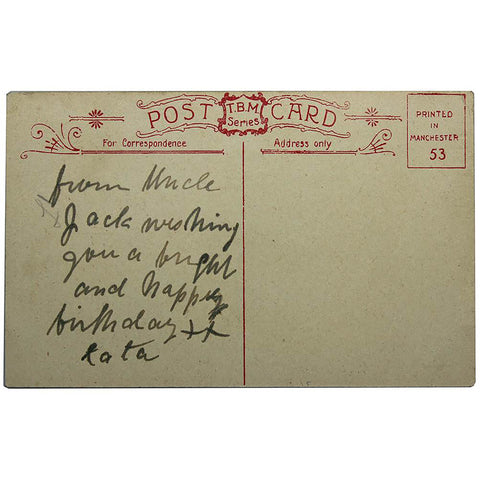 POST T.B.M. CARD
Series
For Correspondence
Address only
PRINTED
IN
MANCHESTER
53
from Uncle
Jack wishing
you a bright
and happy
birthday xx
tata